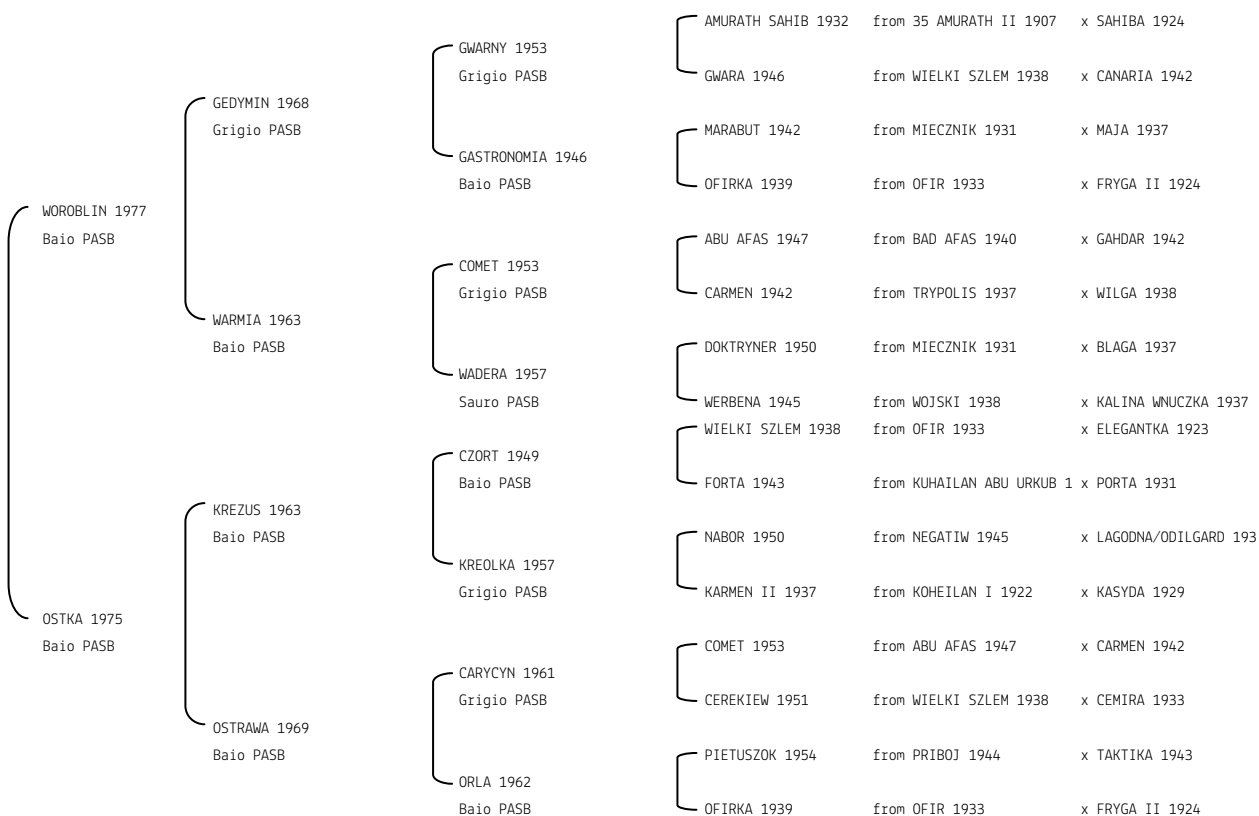 AMURATH SAHIB 1932 from 35 AMURATH II 1907 x SAHIBA 1924
GWARNY 1953
Grigio PASB
GWARA 1946 from WIELKI SZLEM 1938 x CANARIA 1942
GEDYMIN 1968
Grigio PASB
MARABUT 1942 from MIECZNIK 1931 x MAJA 1937
GASTRONOMIA 1946
Baio PASB
OFIRKA 1939 from OFIR 1933 x FRYGA II 1924
WOROBLIN 1977
Baio PASB
ABU AFAS 1947 from BAD AFAS 1940 x GAHDAR 1942
COMET 1953
Grigio PASB
CARMEN 1942 from TRYPOLIS 1937 x WILGA 1938
WARMIA 1963
Baio PASB
DOKTRYNER 1950 from MIECZNIK 1931 x BLAGA 1937
WADERA 1957
Sauro PASB
WERBENA 1945 from WOJSKI 1938 x KALINA WNUCZKA 1937
WIELKI SZLEM 1938 from OFIR 1933 x ELEGANTKA 1923
CZORT 1949
Baio PASB
FORTA 1943 from KUHAILAN ABU URKUB 1 x PORTA 1931
KREZUS 1963
Baio PASB
NABOR 1950 from NEGATIW 1945 x LAGODNA/ODILGARD 193
KREOLKA 1957
Grigio PASB
KARMEN II 1937 from KOHEILAN I 1922 x KASYDA 1929
OSTKA 1975
Baio PASB
COMET 1953 from ABU AFAS 1947 x CARMEN 1942
CARYCYN 1961
Grigio PASB
CEREKIEW 1951 from WIELKI SZLEM 1938 x CEMIRA 1933
OSTRAWA 1969
Baio PASB
PIETUSZOK 1954 from PRIBOJ 1944 x TAKTIKA 1943
ORLA 1962
Baio PASB
OFIRKA 1939 from OFIR 1933 x FRYGA II 1924